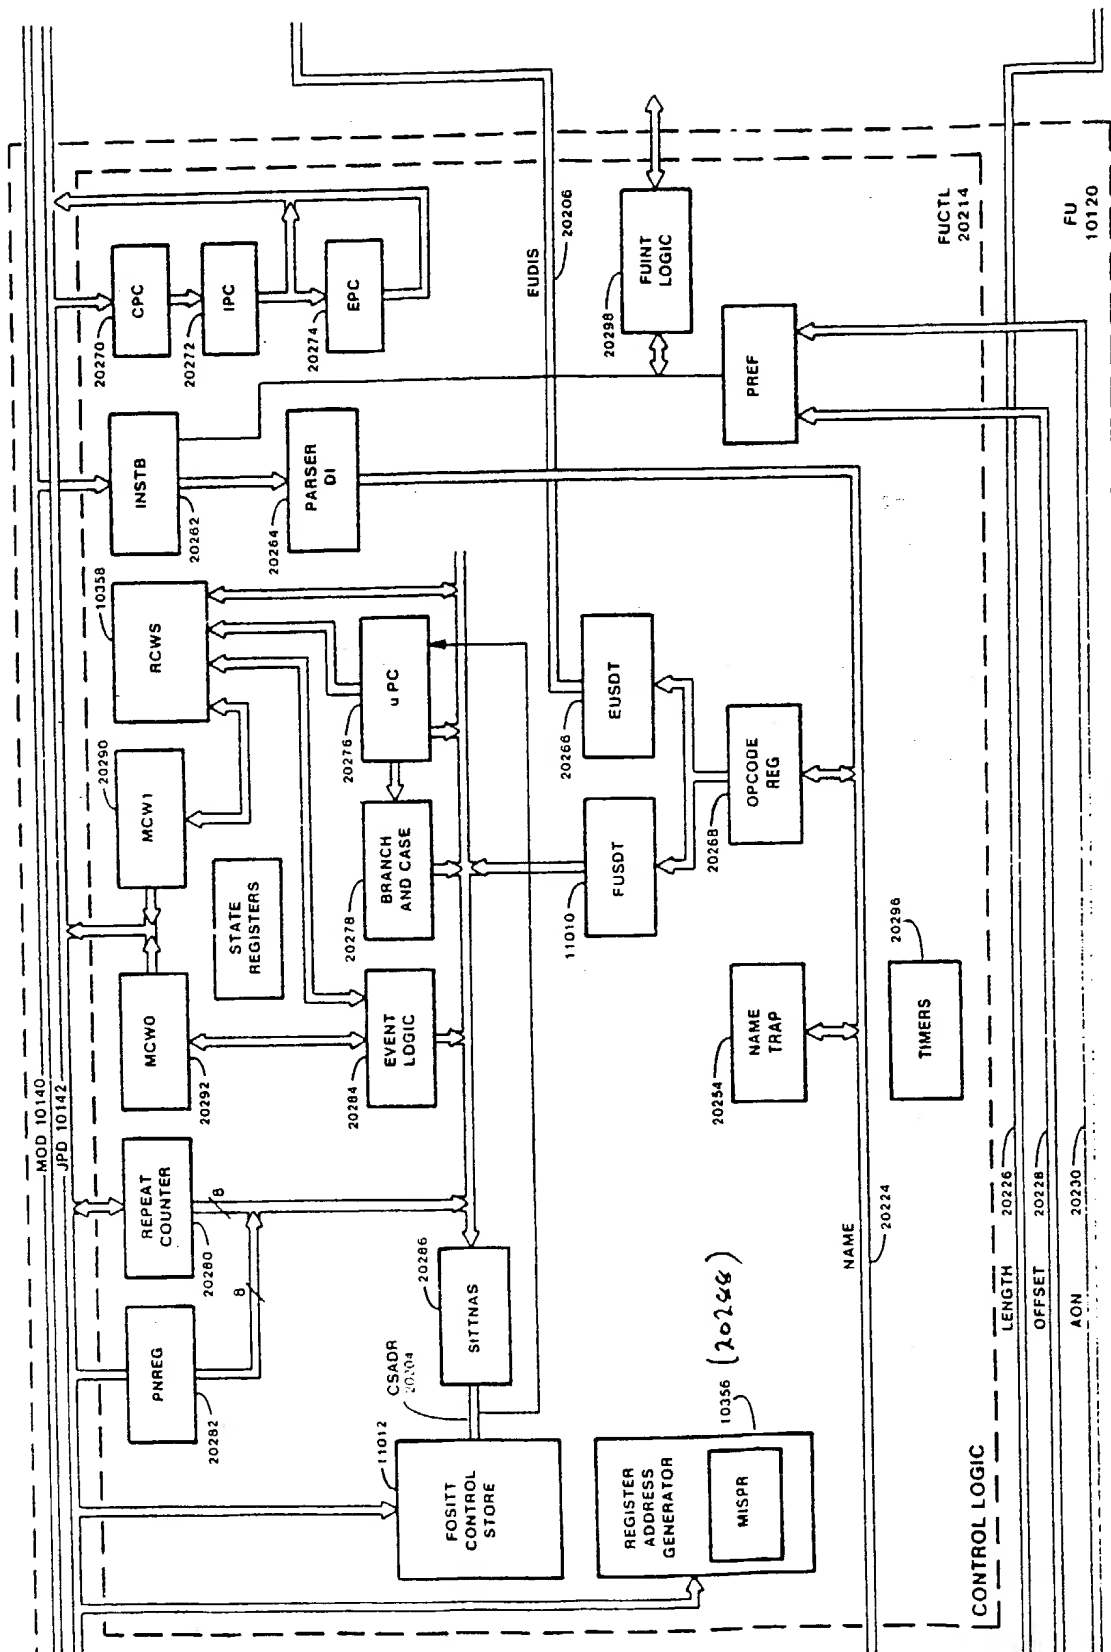 MOD 10140
JPD 10142
PNREG
20282
REPEAT
COUNTER
20280
8
8
MCW0
20292
MCW1
20290
STATE
REGISTERS
RCWS
10358
INSTB
20262
CPC
20270
IPC
20272
EPC
20274
FOSITT
CONTROL
STORE
11012
CSADR
20204
SITTNAS
20286
EVENT
LOGIC
20284
BRANCH
AND CASE
20278
uPC
20276
PARSER
DI
20264
FUDIS
20206
FUSDT
11010
EUSDT
20266
FUINT
LOGIC
20298
REGISTER
ADDRESS
GENERATOR
MISPR
10356 (20288)
NAME
TRAP
20254
OPCODE
REG
20268
PREF
NAME
20224
TIMERS
20296
FUCTL
20214
CONTROL LOGIC
LENGTH
20226
OFFSET
20228
AON
20230
FU
10120